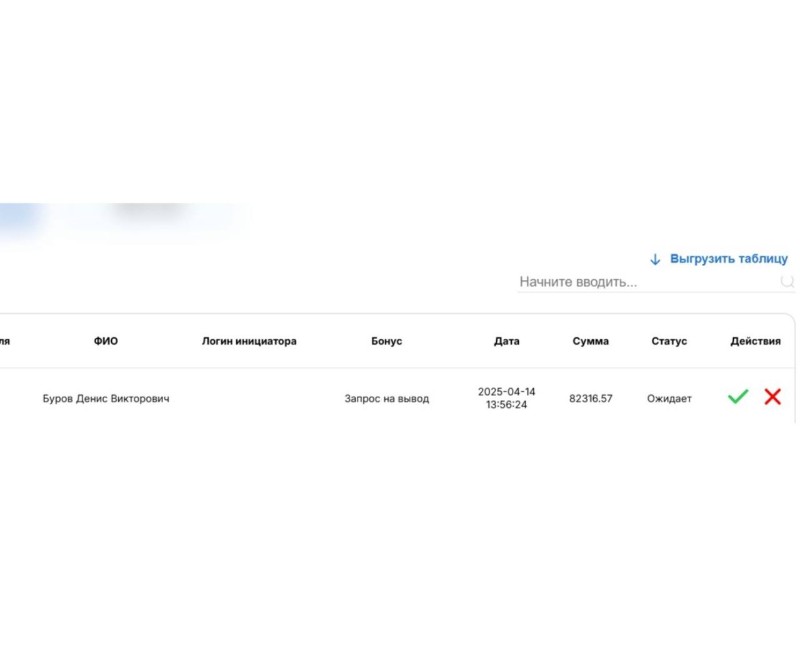 Выгрузить таблицу
Начните вводить...
ля ФИО Логин инициатора Бонус Дата Сумма Статус Действия
Буров Денис Викторович Запрос на вывод 2025-04-14 13:56:24 82316.57 Ожидает